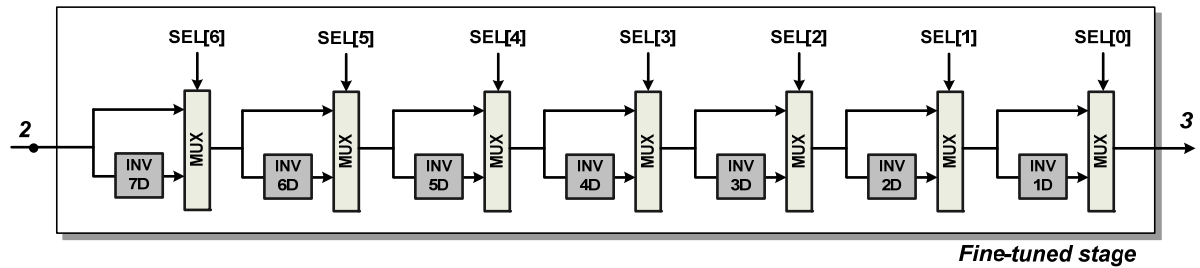 SEL[6] SEL[5] SEL[4] SEL[3] SEL[2] SEL[1] SEL[0]
2 MUX MUX MUX MUX MUX MUX MUX 3
INV 7D INV 6D INV 5D INV 4D INV 3D INV 2D INV 1D
Fine-tuned stage